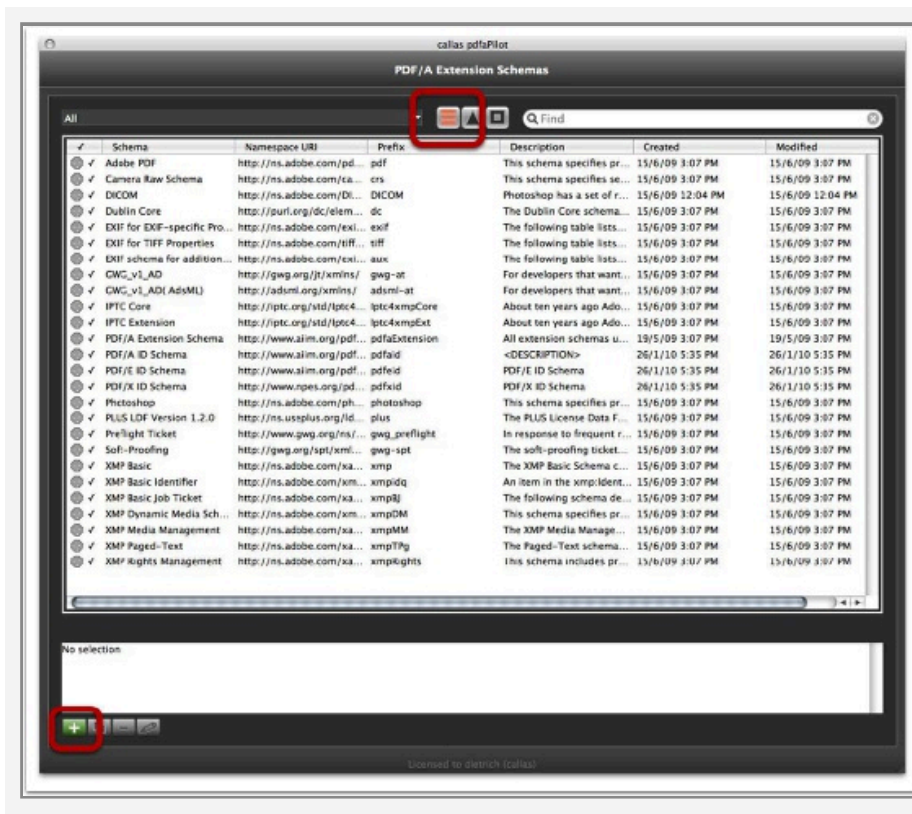 callas pdfaPilot
PDF/A Extension Schemas
All
Find
✓ Schema Namespace URI Prefix Description Created Modified
✓ Adobe PDF http://ns.adobe.com/pd... pdf This schema specifies pr... 15/6/09 3:07 PM 15/6/09 3:07 PM
✓ Camera Raw Schema http://ns.adobe.com/ca... crs This schema specifies se... 15/6/09 3:07 PM 15/6/09 3:07 PM
✓ DICOM http://ns.adobe.com/DI... DICOM Photoshop has a set of r... 15/6/09 12:04 PM 15/6/09 12:04 PM
✓ Dublin Core http://purl.org/dc/elem... dc The Dublin Core schema... 15/6/09 3:07 PM 15/6/09 3:07 PM
✓ EXIF for EXIF-specific Pro... http://ns.adobe.com/exi... exif The following table lists... 15/6/09 3:07 PM 15/6/09 3:07 PM
✓ EXIF for TIFF Properties http://ns.adobe.com/tiff... tiff The following table lists... 15/6/09 3:07 PM 15/6/09 3:07 PM
✓ EXIF schema for addition... http://ns.adobe.com/exi... aux The following table lists... 15/6/09 3:07 PM 15/6/09 3:07 PM
✓ GWG_v1_AD http://gwg.org/jt/xmlns/ gwg-at For developers that want... 15/6/09 3:07 PM 15/6/09 3:07 PM
✓ GWG_v1_AD( AdsML) http://adsml.org/xmlns/ adsml-at For developers that want... 15/6/09 3:07 PM 15/6/09 3:07 PM
✓ IPTC Core http://iptc.org/std/Iptc4... Iptc4xmpCore About ten years ago Ado... 15/6/09 3:07 PM 15/6/09 3:07 PM
✓ IPTC Extension http://iptc.org/std/Iptc4... Iptc4xmpExt About ten years ago Ado... 15/6/09 3:07 PM 15/6/09 3:07 PM
✓ PDF/A Extension Schema http://www.aiim.org/pdf... pdfaExtension All extension schemas u... 19/5/09 3:07 PM 19/5/09 3:07 PM
✓ PDF/A ID Schema http://www.aiim.org/pdf... pdfaid <DESCRIPTION> 26/1/10 5:35 PM 26/1/10 5:35 PM
✓ PDF/E ID Schema http://www.aiim.org/pdf... pdfeid PDF/E ID Schema 26/1/10 5:35 PM 26/1/10 5:35 PM
✓ PDF/X ID Schema http://www.npes.org/pd... pdfxid PDF/X ID Schema 26/1/10 5:35 PM 26/1/10 5:35 PM
✓ Photoshop http://ns.adobe.com/ph... photoshop This schema specifies pr... 15/6/09 3:07 PM 15/6/09 3:07 PM
✓ PLUS LDF Version 1.2.0 http://ns.useplus.org/ld... plus The PLUS License Data F... 15/6/09 3:07 PM 15/6/09 3:07 PM
✓ Preflight Ticket http://www.gwg.org/ns/... gwg_preflight In response to frequent r... 15/6/09 3:07 PM 15/6/09 3:07 PM
✓ Soft-Proofing http://gwg.org/spt/xml... gwg-spt The soft-proofing ticket... 15/6/09 3:07 PM 15/6/09 3:07 PM
✓ XMP Basic http://ns.adobe.com/xa... xmp The XMP Basic Schema c... 15/6/09 3:07 PM 15/6/09 3:07 PM
✓ XMP Basic Identifier http://ns.adobe.com/xm... xmpidq An item in the xmp:Ident... 15/6/09 3:07 PM 15/6/09 3:07 PM
✓ XMP Basic Job Ticket http://ns.adobe.com/xa... xmpBJ The following schema de... 15/6/09 3:07 PM 15/6/09 3:07 PM
✓ XMP Dynamic Media Sch... http://ns.adobe.com/xm... xmpDM This schema specifies pr... 15/6/09 3:07 PM 15/6/09 3:07 PM
✓ XMP Media Management http://ns.adobe.com/xa... xmpMM The XMP Media Manage... 15/6/09 3:07 PM 15/6/09 3:07 PM
✓ XMP Paged-Text http://ns.adobe.com/xa... xmpTPg The Paged-Text schema... 15/6/09 3:07 PM 15/6/09 3:07 PM
✓ XMP Rights Management http://ns.adobe.com/xa... xmpRights This schema includes pr... 15/6/09 3:07 PM 15/6/09 3:07 PM
No selection
Licensed to dietrich (callas)